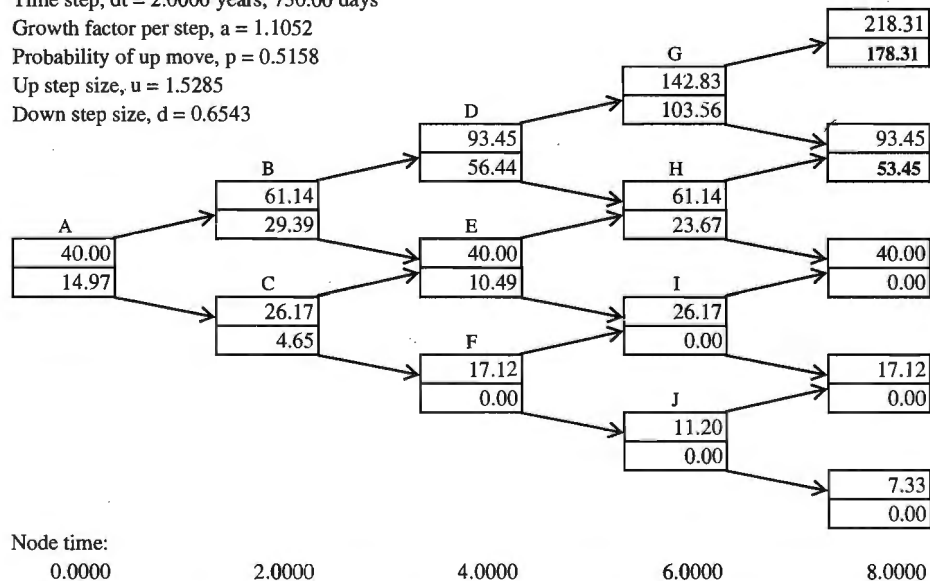 Time step, dt = 2.0000 years, 730.00 days
Growth factor per step, a = 1.1052
Probability of up move, p = 0.5158
Up step size, u = 1.5285
Down step size, d = 0.6543
A
40.00
14.97
B
61.14
29.39
C
26.17
4.65
D
93.45
56.44
E
40.00
10.49
F
17.12
0.00
G
142.83
103.56
H
61.14
23.67
I
26.17
0.00
J
11.20
0.00
218.31
178.31
93.45
53.45
40.00
0.00
17.12
0.00
7.33
0.00
Node time:
0.0000 2.0000 4.0000 6.0000 8.0000